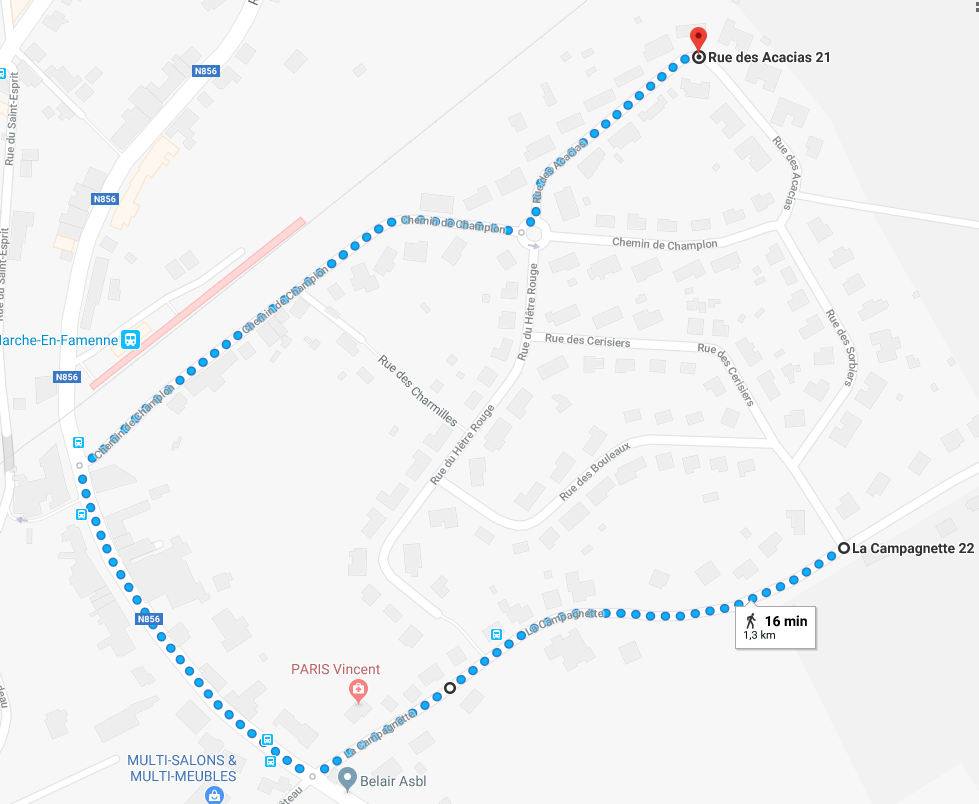 N856
Rue des Acacias 21
Rue du Saint-Esprit
Rue des Acacias
Rue des Acacias
N856
Rue du Saint-Esprit
Chemin de Champlon
Chemin de Champlon
Chemin de Champlon
Rue du Hêtre Rouge
Marche-En-Famenne
Rue des Cerisiers
Rue des Cerisiers
Rue des Sorbiers
N856
Rue des Charmilles
Chemin de Champlon
Rue du Hêtre Rouge
Rue des Bouleaux
La Campagnette 22
N856
La Campagnette
16 min
1,3 km
PARIS Vincent
La Campagnette
MULTI-SALONS &
MULTI-MEUBLES
Belair Asbl